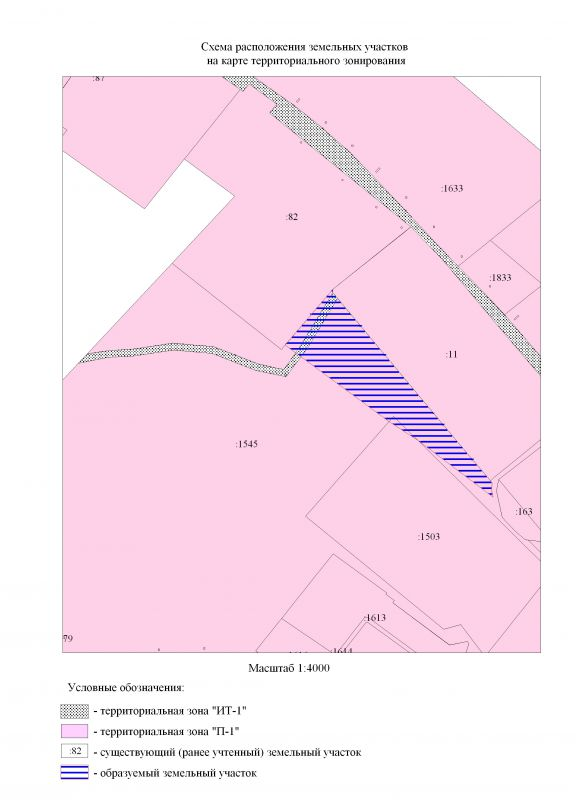 Схема расположения земельных участков
на карте территориального зонирования
:87
:1633
:82
:1833
:11
:1545
:163
:1503
:1613
79
:1614
Масштаб 1:4000
Условные обозначения:
- территориальная зона "ИТ-1"
- территориальная зона "П-1"
:82 - существующий (ранее учтенный) земельный участок
- образуемый земельный участок